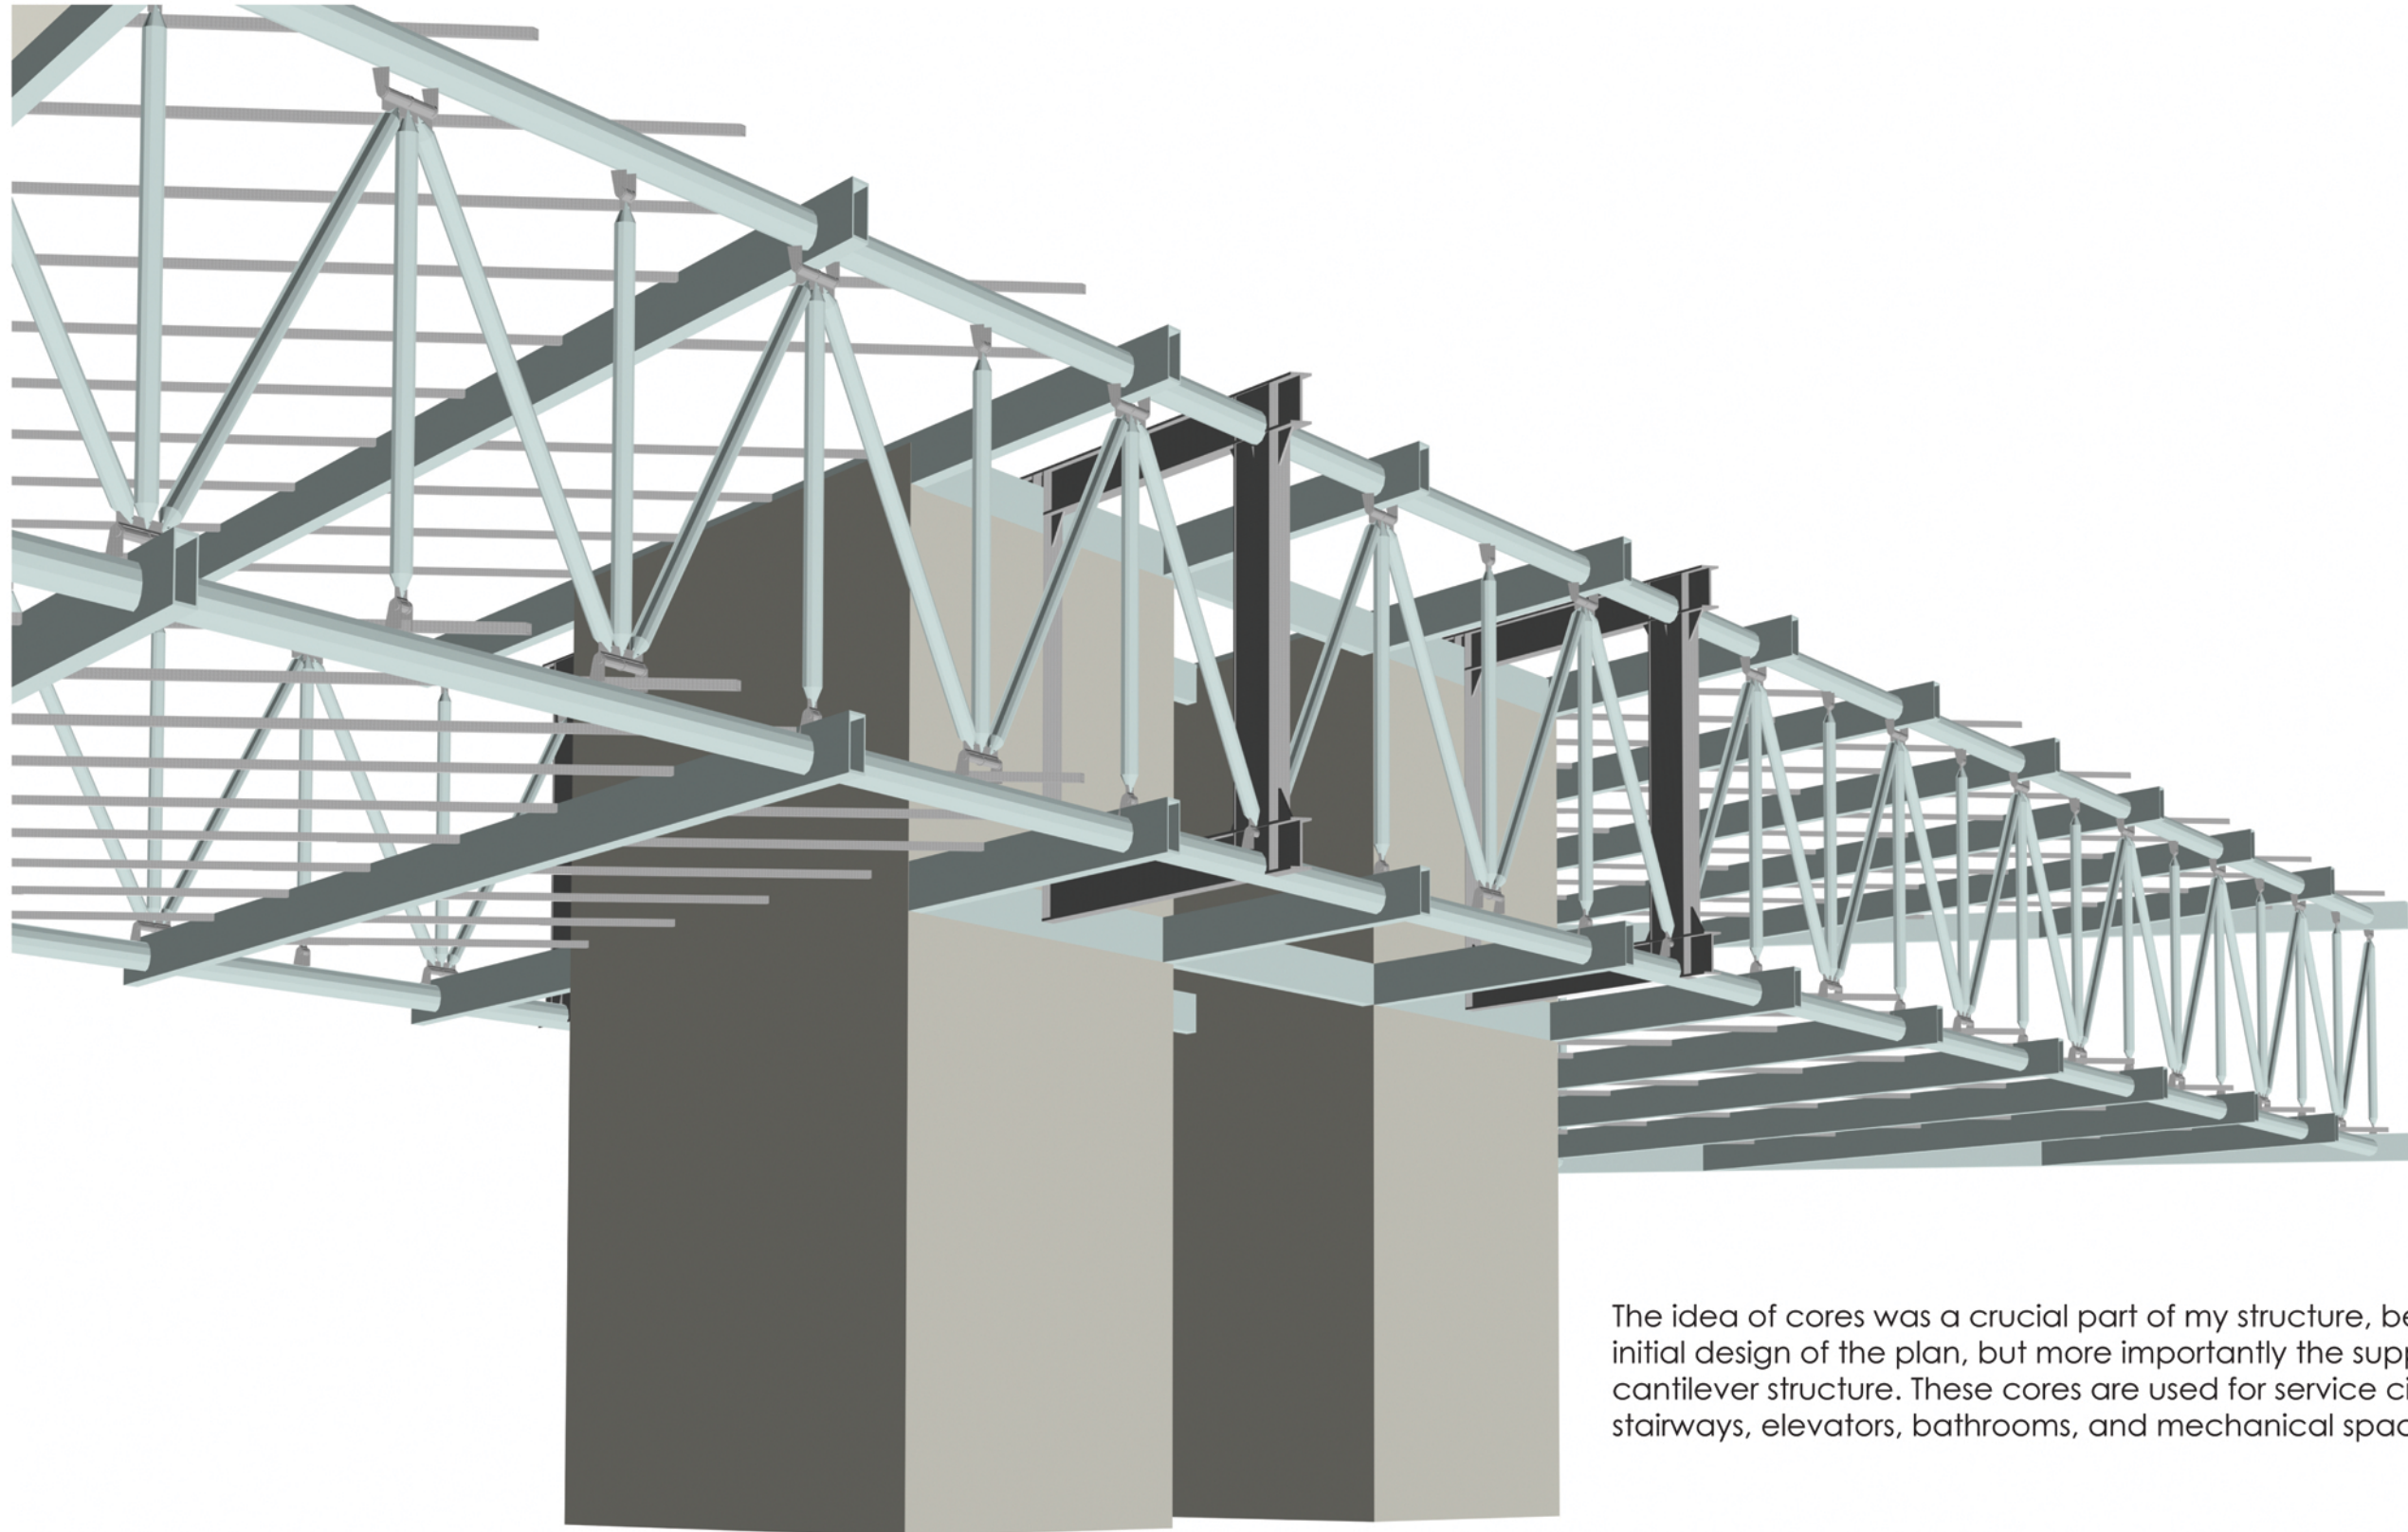 The idea of cores was a crucial part of my structure, be
initial design of the plan, but more importantly the supp
cantilever structure. These cores are used for service ci
stairways, elevators, bathrooms, and mechanical spac